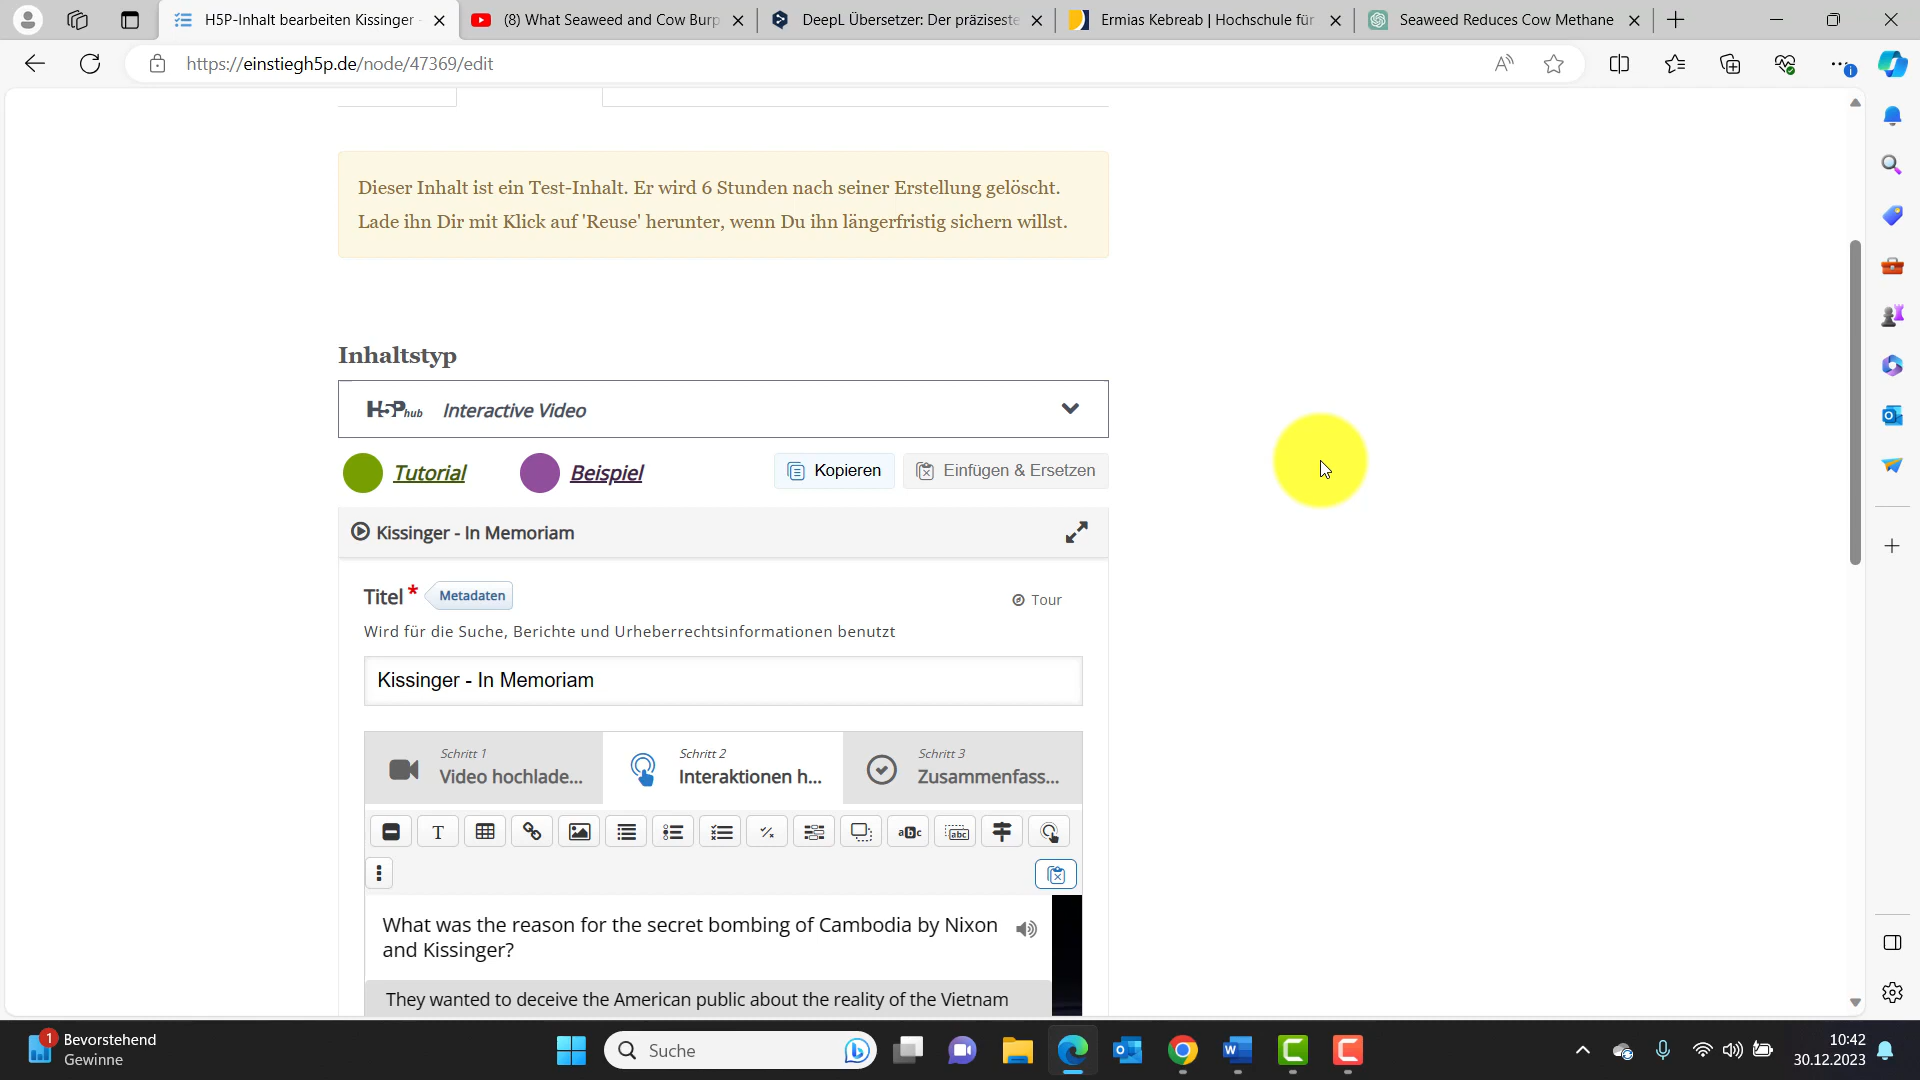 H5P-Inhalt bearbeiten Kissinger -
(8) What Seaweed and Cow Burp
DeepL Übersetzer: Der präziseste
Ermias Kebreab | Hochschule für
Seaweed Reduces Cow Methane
https://einstiegh5p.de/node/47369/edit
Dieser Inhalt ist ein Test-Inhalt. Er wird 6 Stunden nach seiner Erstellung gelöscht.
Lade ihn Dir mit Klick auf 'Reuse' herunter, wenn Du ihn längerfristig sichern willst.
Inhaltstyp
H5P hub Interactive Video
Tutorial
Beispiel
Kopieren
Einfügen & Ersetzen
Kissinger - In Memoriam
Titel *
Metadaten
Tour
Wird für die Suche, Berichte und Urheberrechtsinformationen benutzt
Kissinger - In Memoriam
Schritt 1
Video hochlade...
Schritt 2
Interaktionen h...
Schritt 3
Zusammenfass...
T
abc
abc
What was the reason for the secret bombing of Cambodia by Nixon
and Kissinger?
They wanted to deceive the American public about the reality of the Vietnam
1
Bevorstehend
Gewinne
Suche
10:42
30.12.2023